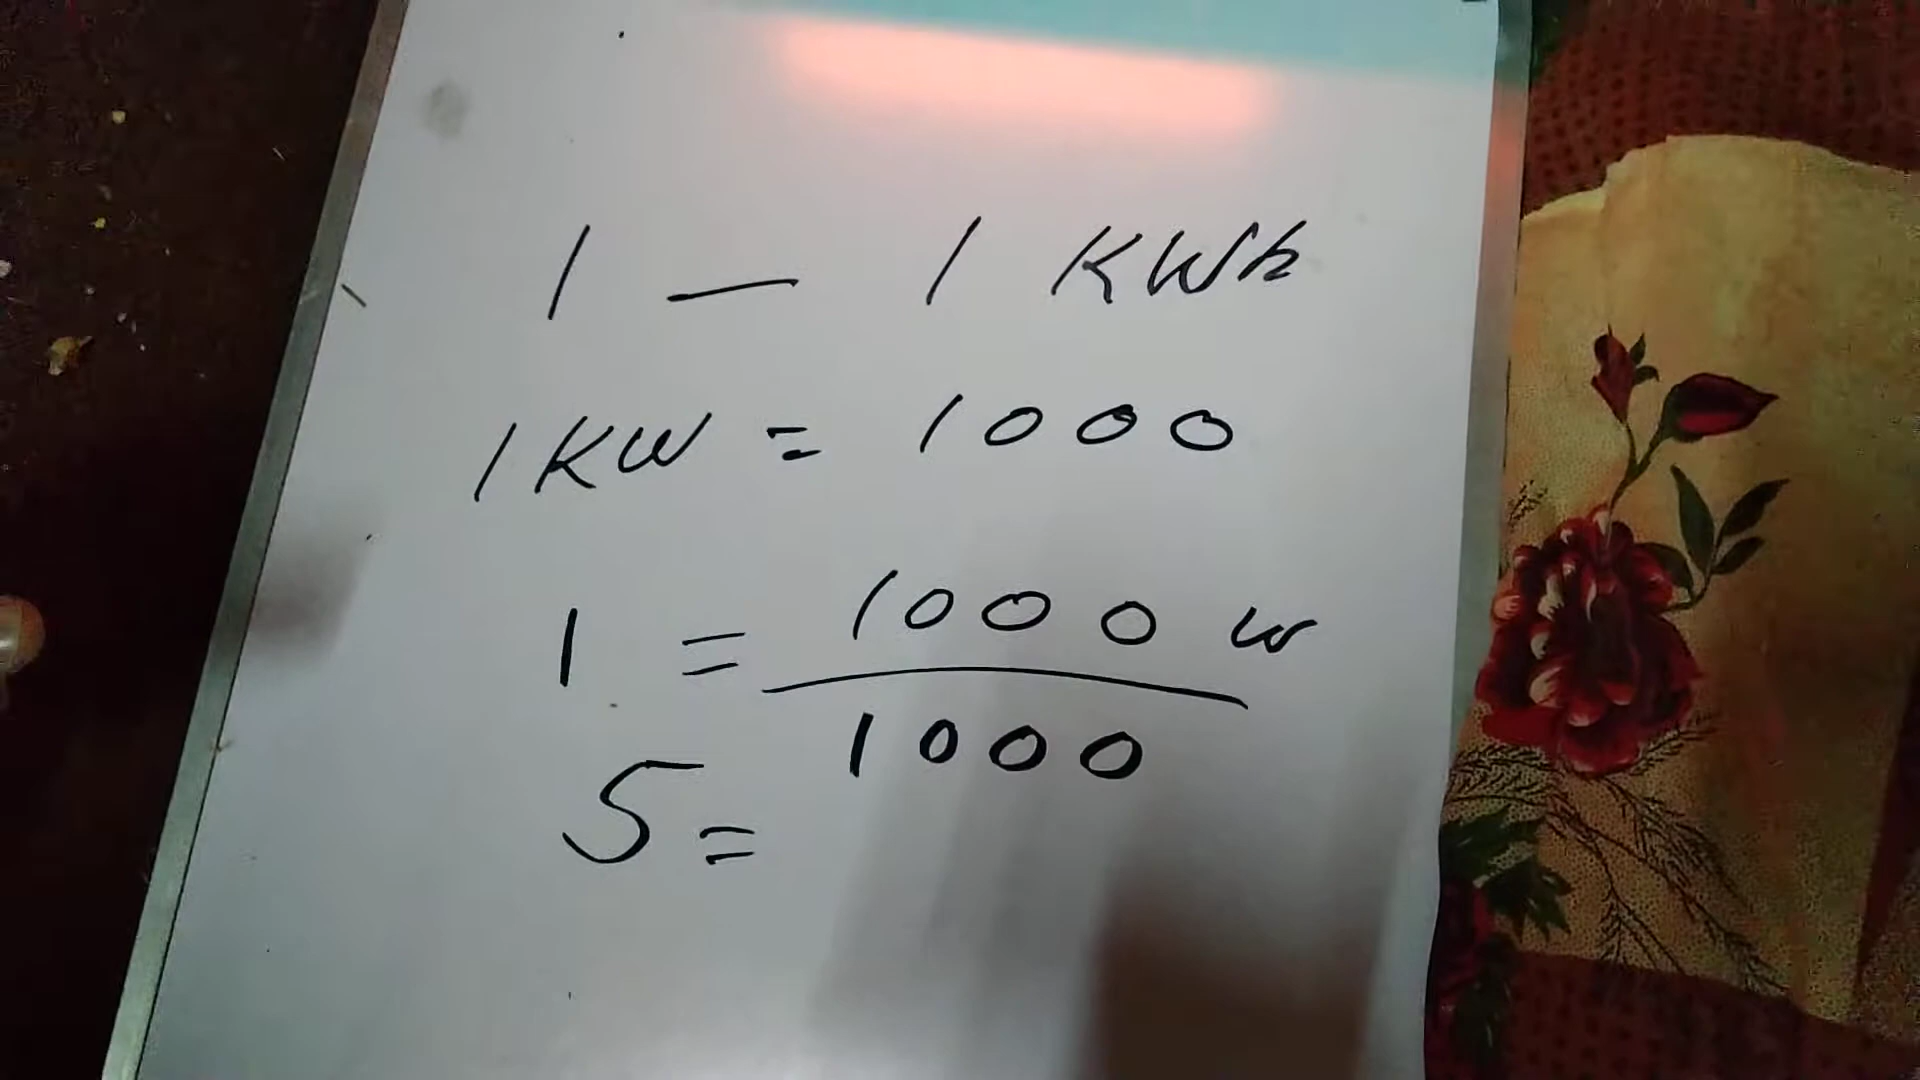 1 — 1 KWh
1KW = 1000
1 = 1000 w
1000
5 =